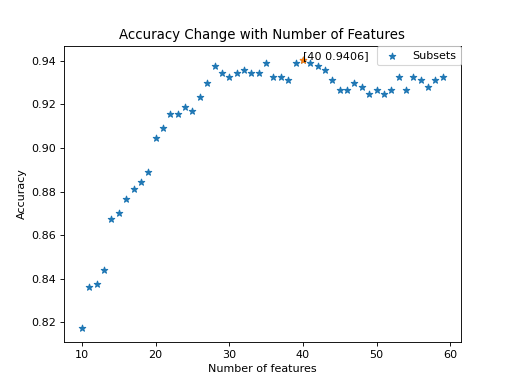 Accuracy Change with Number of Features
[40 0.9406]
Subsets
0.94
0.92
0.90
0.88
0.86
0.84
0.82
Accuracy
10 20 30 40 50 60
Number of features